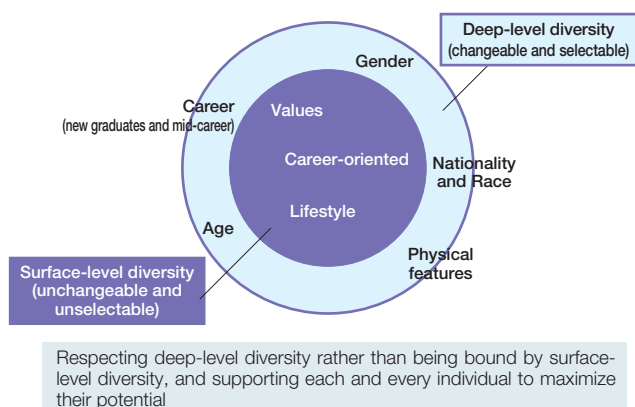 Deep-level diversity
(changeable and selectable)
Gender
Career
(new graduates and mid-career)
Values
Career-oriented
Nationality
and Race
Lifestyle
Age
Physical
features
Surface-level diversity
(unchangeable and
unselectable)
Respecting deep-level diversity rather than being bound by surface-
level diversity, and supporting each and every individual to maximize
their potential